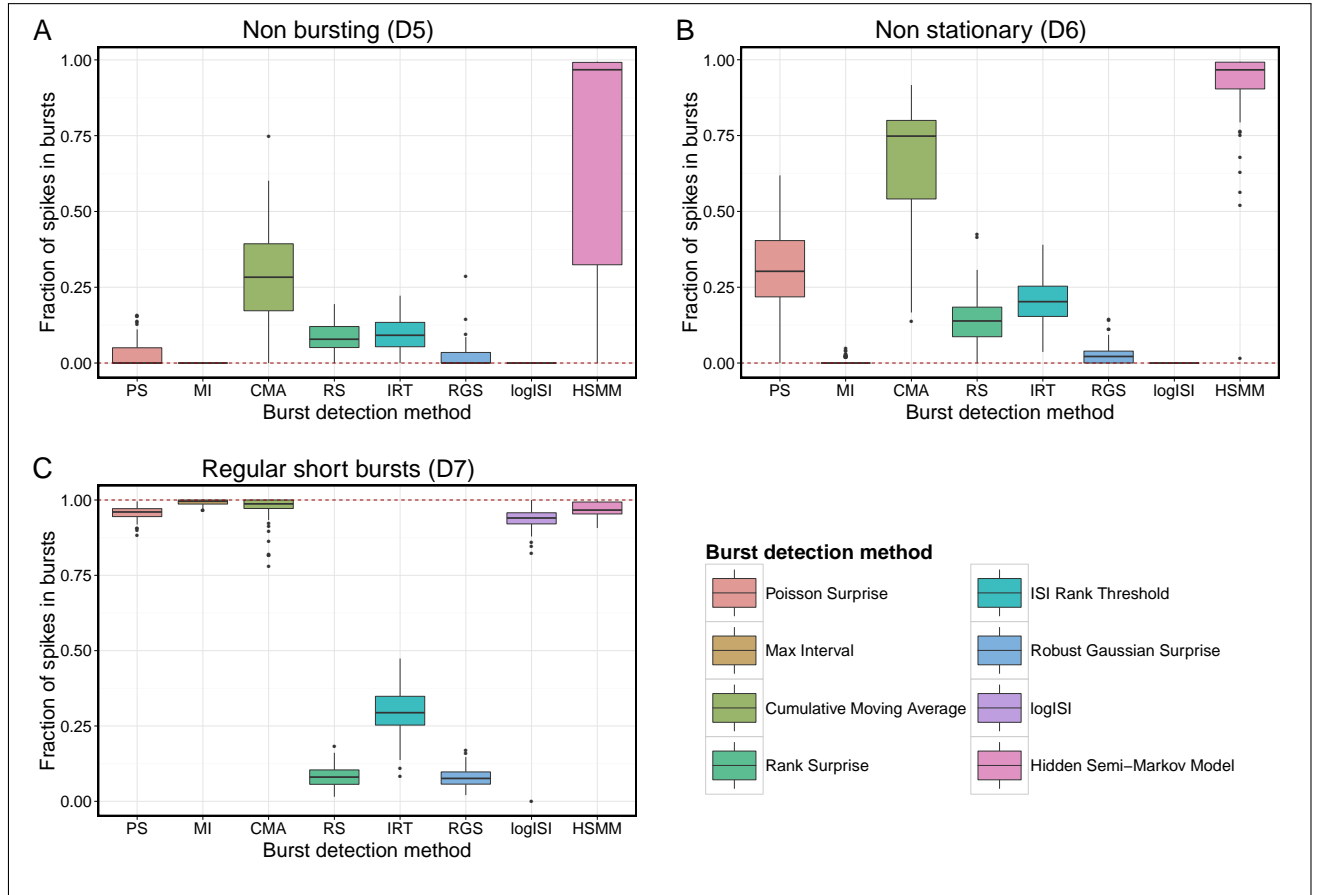 A
Non bursting (D5)
Fraction of spikes in bursts
1.00
0.75
0.50
0.25
0.00
PS MI CMA RS IRT RGS logISI HSMM
Burst detection method
B
Non stationary (D6)
Fraction of spikes in bursts
1.00
0.75
0.50
0.25
0.00
PS MI CMA RS IRT RGS logISI HSMM
Burst detection method
C
Regular short bursts (D7)
Fraction of spikes in bursts
1.00
0.75
0.50
0.25
0.00
PS MI CMA RS IRT RGS logISI HSMM
Burst detection method
Burst detection method
Poisson Surprise
Max Interval
Cumulative Moving Average
Rank Surprise
ISI Rank Threshold
Robust Gaussian Surprise
logISI
Hidden Semi−Markov Model